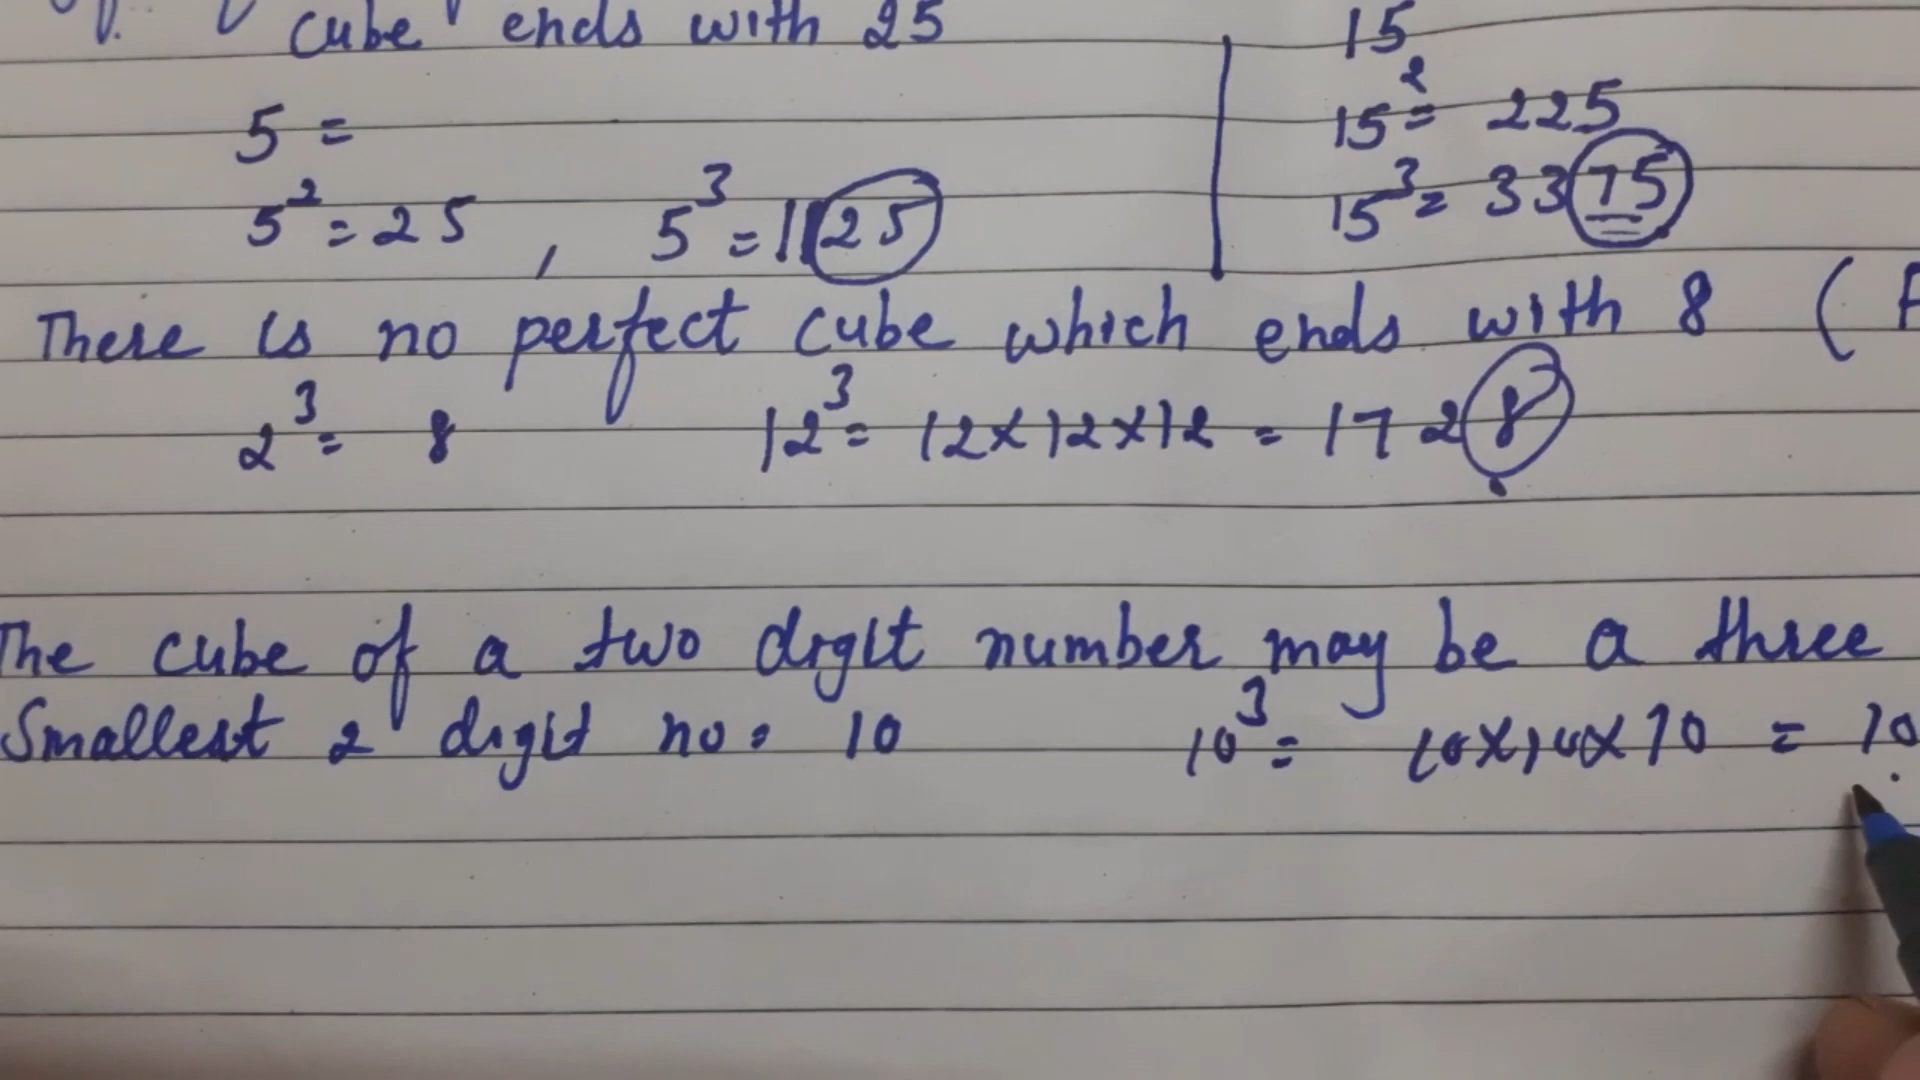 cube ends with 25
5 =
5² = 25 , 5³ = 125
15
15² = 225
15³ = 3375
There is no perfect cube which ends with 8 ( F
2³ = 8 12³ = 12×12×12 = 1728
The cube of a two digit number may be a three
Smallest 2 digit no. 10 10³ = 10×10×10 = 10